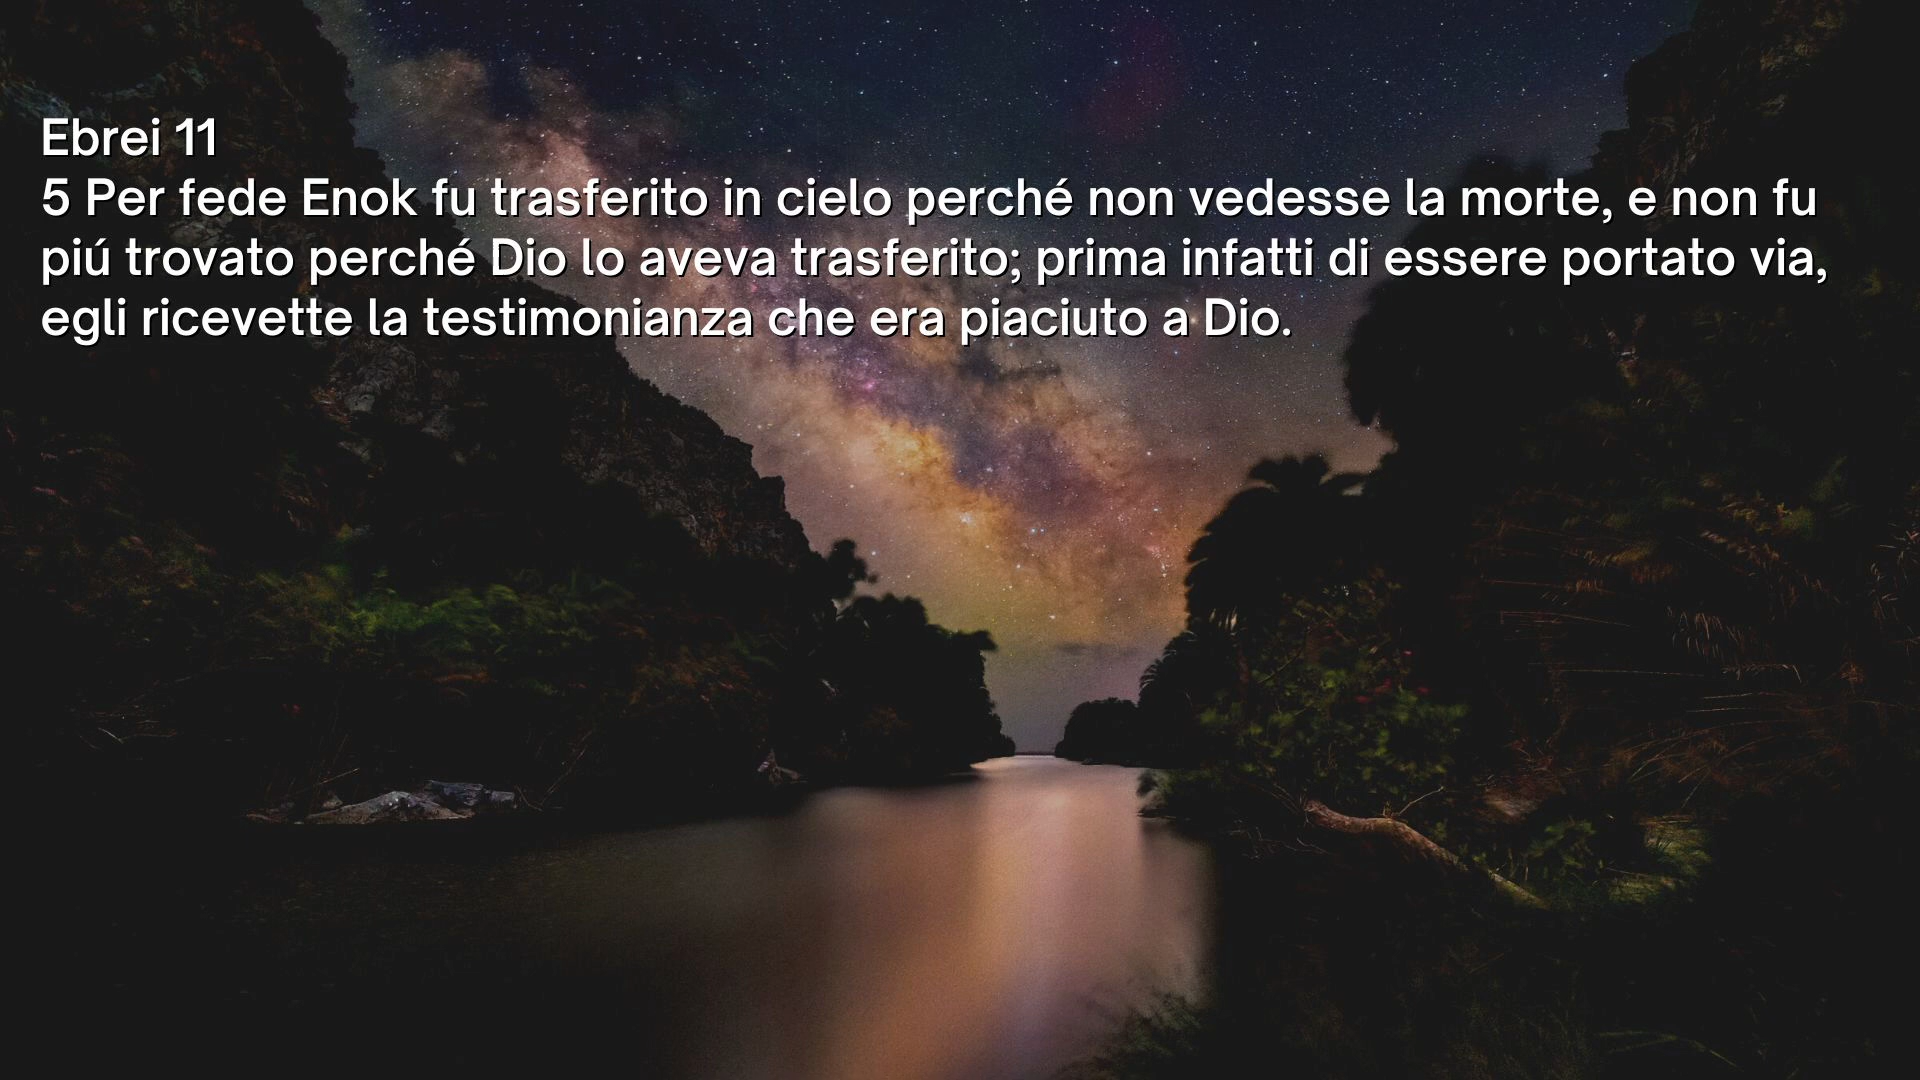 Ebrei 11
5 Per fede Enok fu trasferito in cielo perché non vedesse la morte, e non fu
piú trovato perché Dio lo aveva trasferito; prima infatti di essere portato via,
egli ricevette la testimonianza che era piaciuto a Dio.